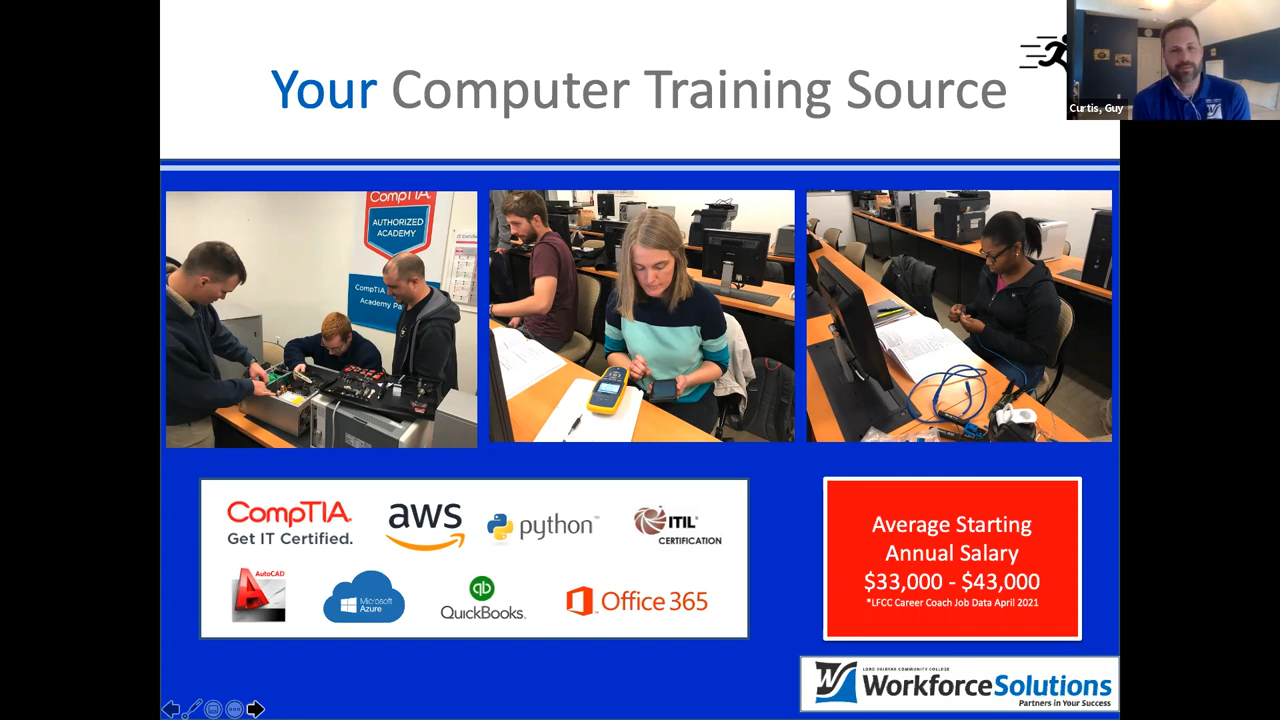 Your Computer Training Source
Curtis, Guy
CompTIA
AUTHORIZED
ACADEMY
CompTIA
Academy
CompTIA
Get IT Certified.
aws
python™
ITIL®
CERTIFICATION
AutoCAD
Microsoft
Azure
qb
QuickBooks
Office 365
Average Starting
Annual Salary
$33,000 - $43,000
*LFCC Career Coach Job Data April 2021
LORD FAIRFAX COMMUNITY COLLEGE
WorkforceSolutions
Partners in Your Success